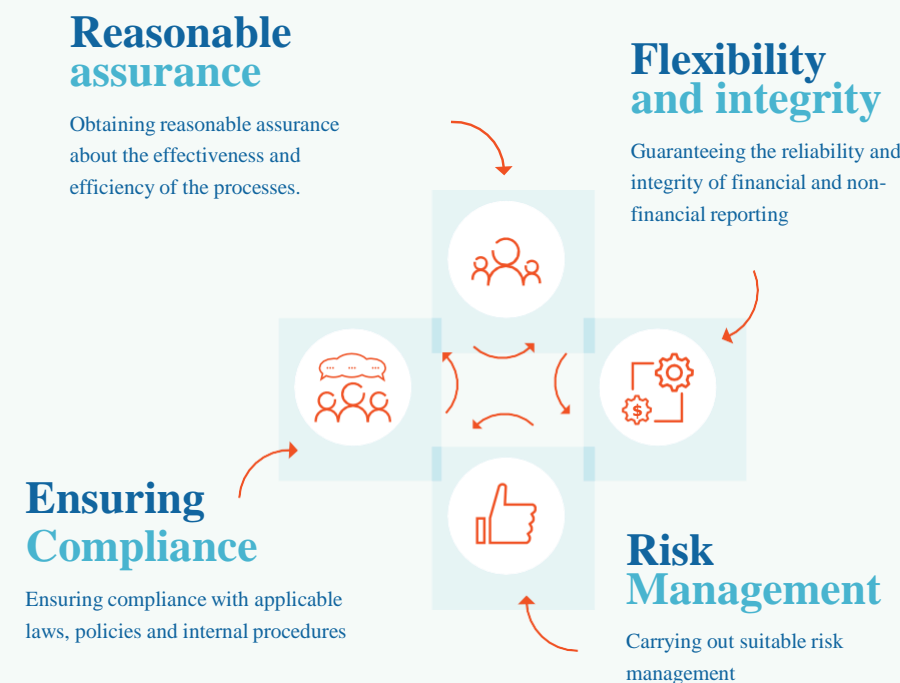 Reasonable
assurance
Obtaining reasonable assurance
about the effectiveness and
efficiency of the processes.
Flexibility
and integrity
Guaranteeing the reliability and
integrity of financial and non-
financial reporting
$
Ensuring
Compliance
Ensuring compliance with applicable
laws, policies and internal procedures
Risk
Management
Carrying out suitable risk
management